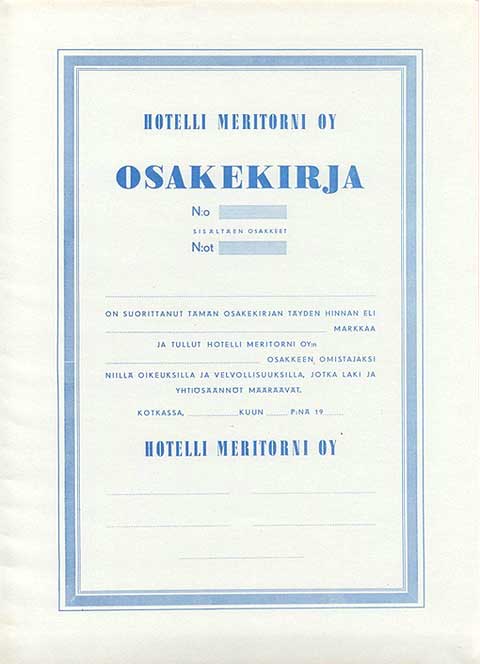 HOTELLI MERITORNI OY
OSAKEKIRJA
N:o
SISÄLTÄEN OSAKKEET
N:ot
ON SUORITTANUT TÄMÄN OSAKEKIRJAN TÄYDEN HINNAN ELI
MARKKAA
JA TULLUT HOTELLI MERITORNI OY:n
OSAKKEEN OMISTAJAKSI
NIILLÄ OIKEUKSILLA JA VELVOLLISUUKSILLA, JOTKA LAKI JA
YHTIÖSÄÄNNÖT MÄÄRÄÄVÄT.
KOTKASSA, KUUN P:NÄ 19
HOTELLI MERITORNI OY